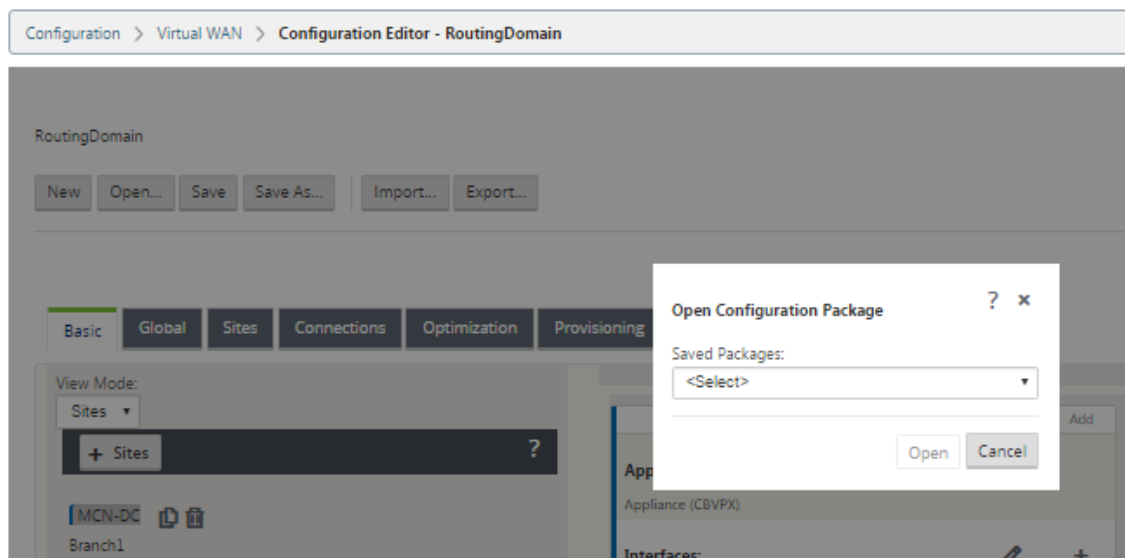 Configuration > Virtual WAN > Configuration Editor - RoutingDomain
RoutingDomain
New Open... Save Save As... Import... Export...
Basic Global Sites Connections Optimization Provisioning
Open Configuration Package ? ×
Saved Packages:
<Select>
Open Cancel
View Mode:
Sites
+ Sites ?
MCN-DC
Branch1
Add
App
Appliance (CBVPX)
Interfaces: +